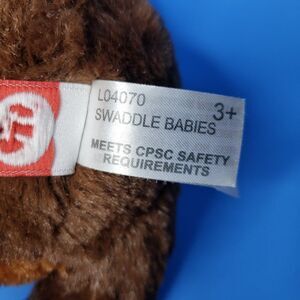 L04070
3+
SWADDLE BABIES
MEETS CPSC SAFETY
REQUIREMENTS